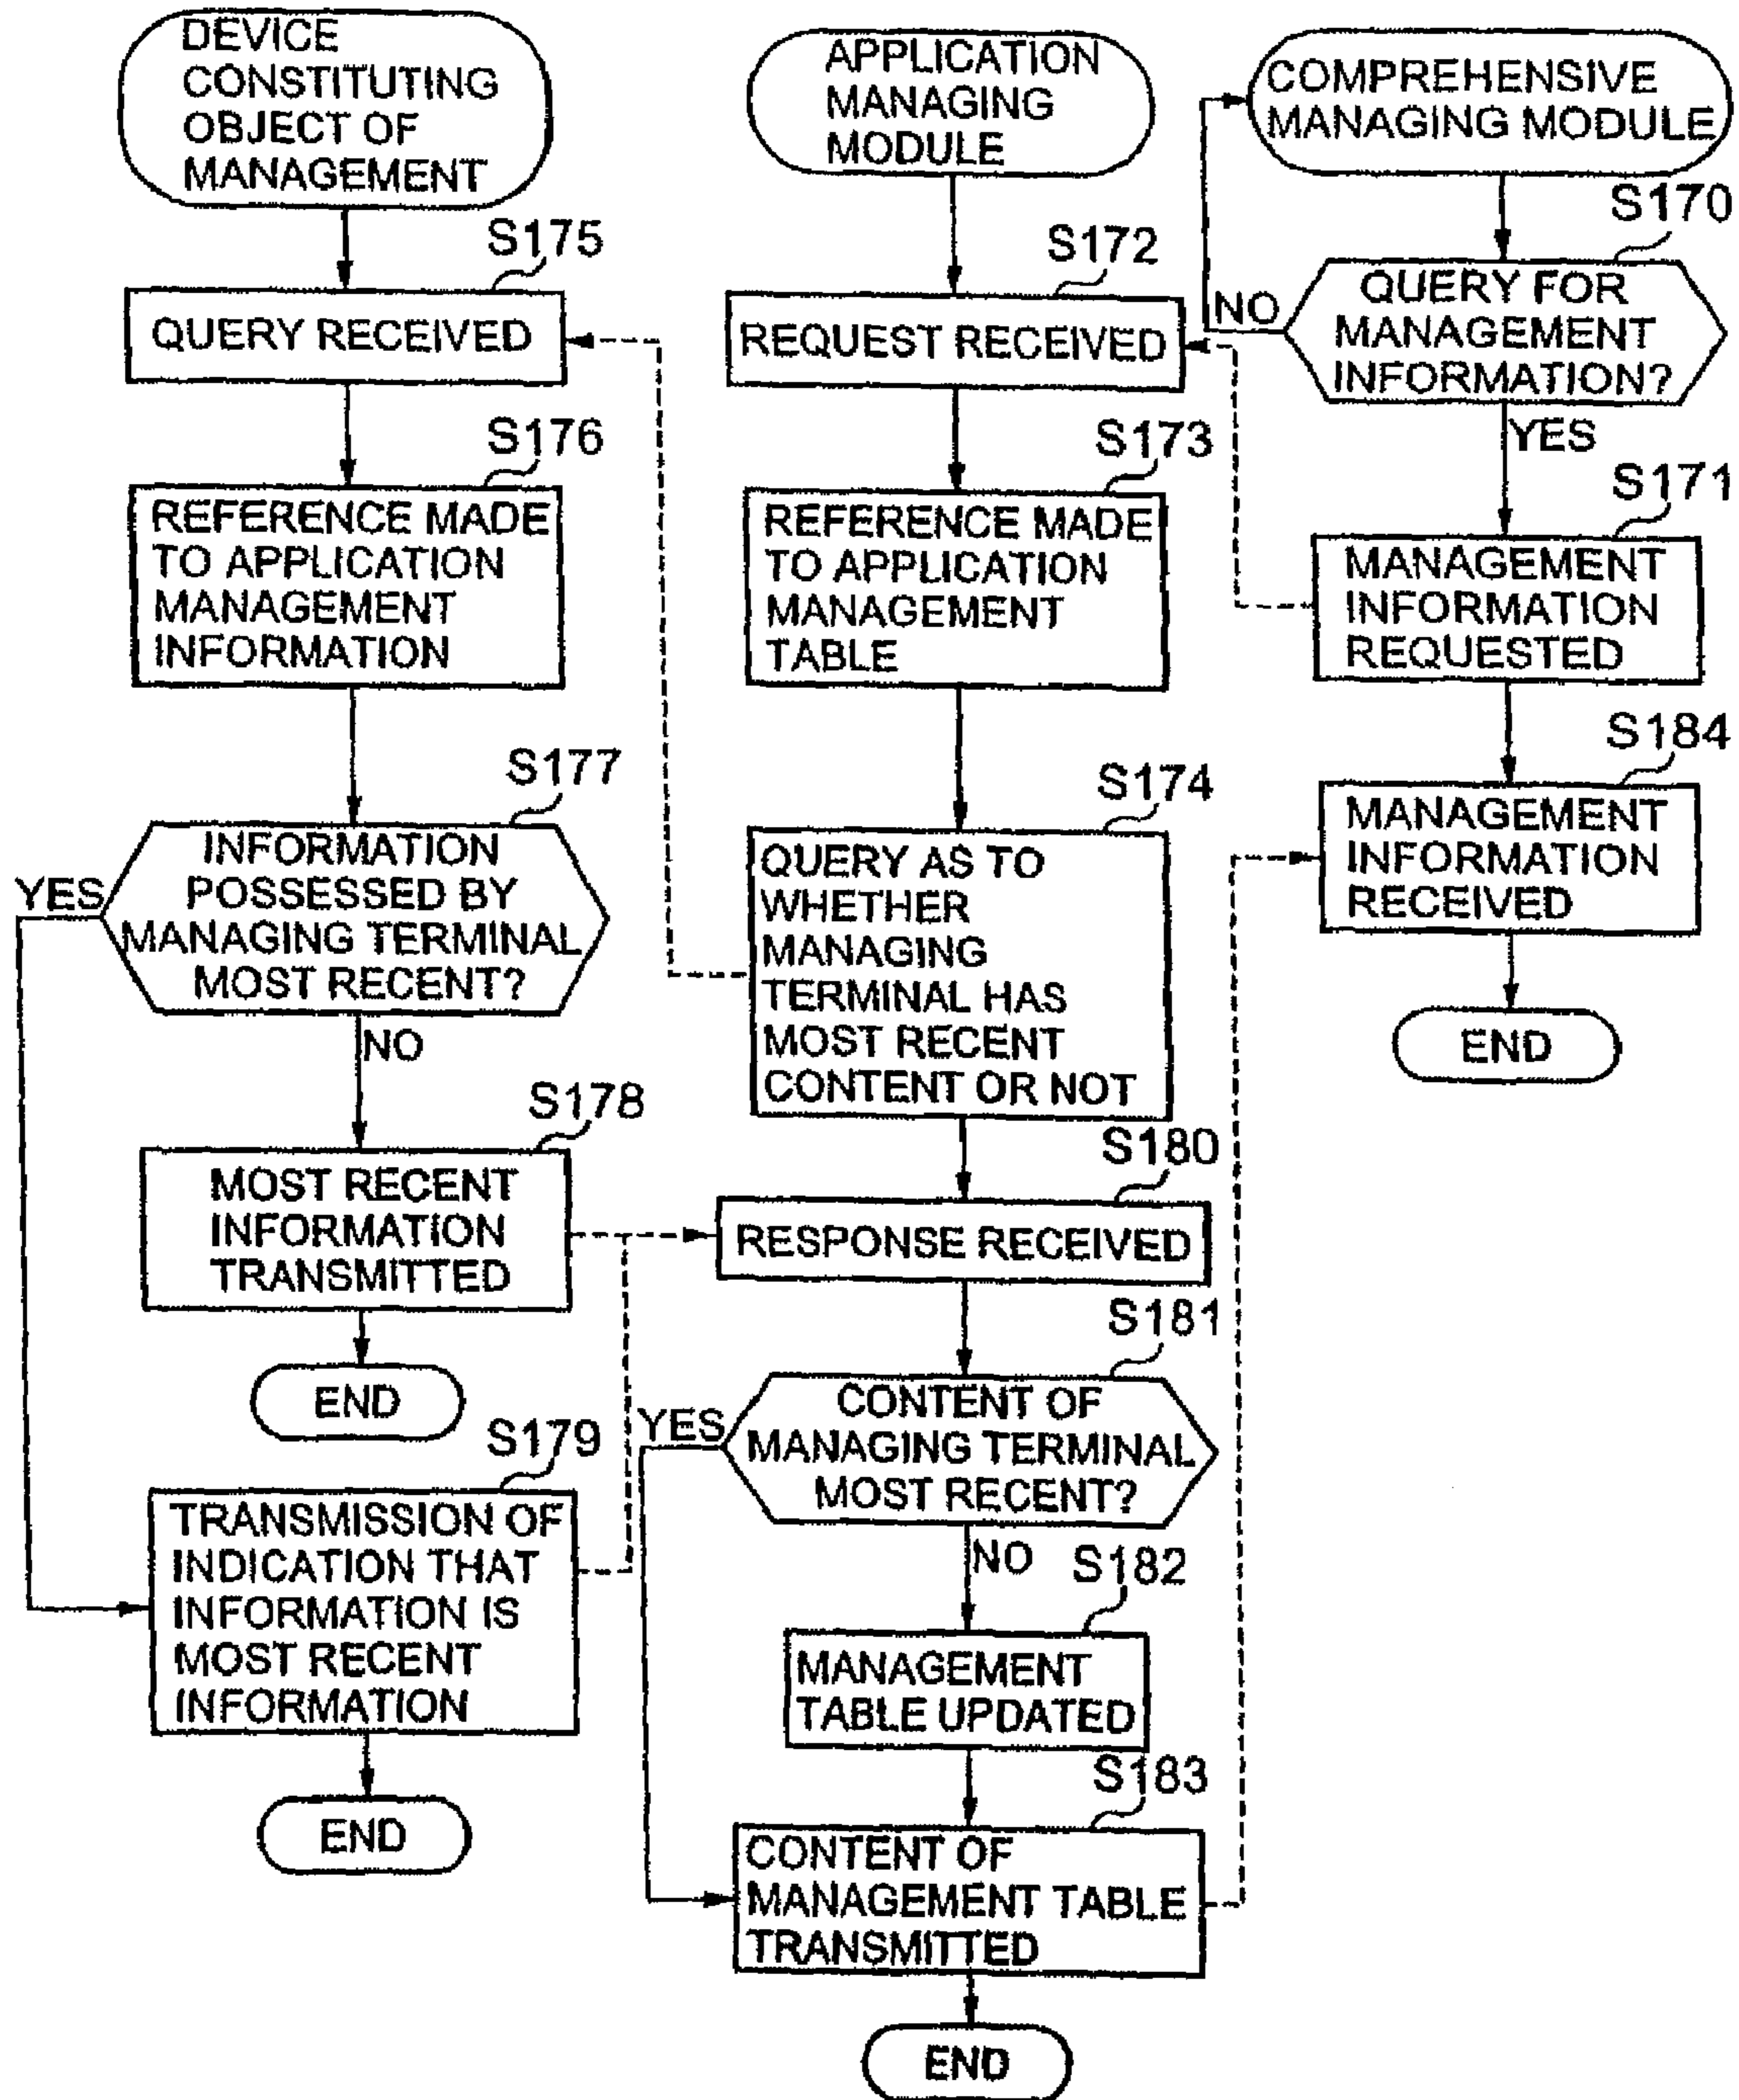 DEVICE
CONSTITUTING
OBJECT OF
MANAGEMENT
S175
QUERY RECEIVED
S176
REFERENCE MADE
TO APPLICATION
MANAGEMENT
INFORMATION
S177
INFORMATION
POSSESSED BY
MANAGING TERMINAL
MOST RECENT?
YES
NO
S178
MOST RECENT
INFORMATION
TRANSMITTED
END
S179
TRANSMISSION OF
INDICATION THAT
INFORMATION IS
MOST RECENT
INFORMATION
END
APPLICATION
MANAGING
MODULE
S172
REQUEST RECEIVED
S173
REFERENCE MADE
TO APPLICATION
MANAGEMENT
TABLE
S174
QUERY AS TO
WHETHER
MANAGING
TERMINAL HAS
MOST RECENT
CONTENT OR NOT
S180
RESPONSE RECEIVED
S181
CONTENT OF
MANAGING TERMINAL
MOST RECENT?
YES
NO
S182
MANAGEMENT
TABLE UPDATED
S183
CONTENT OF
MANAGEMENT TABLE
TRANSMITTED
END
COMPREHENSIVE
MANAGING MODULE
S170
QUERY FOR
MANAGEMENT
INFORMATION?
NO
YES
S171
MANAGEMENT
INFORMATION
REQUESTED
S184
MANAGEMENT
INFORMATION
RECEIVED
END